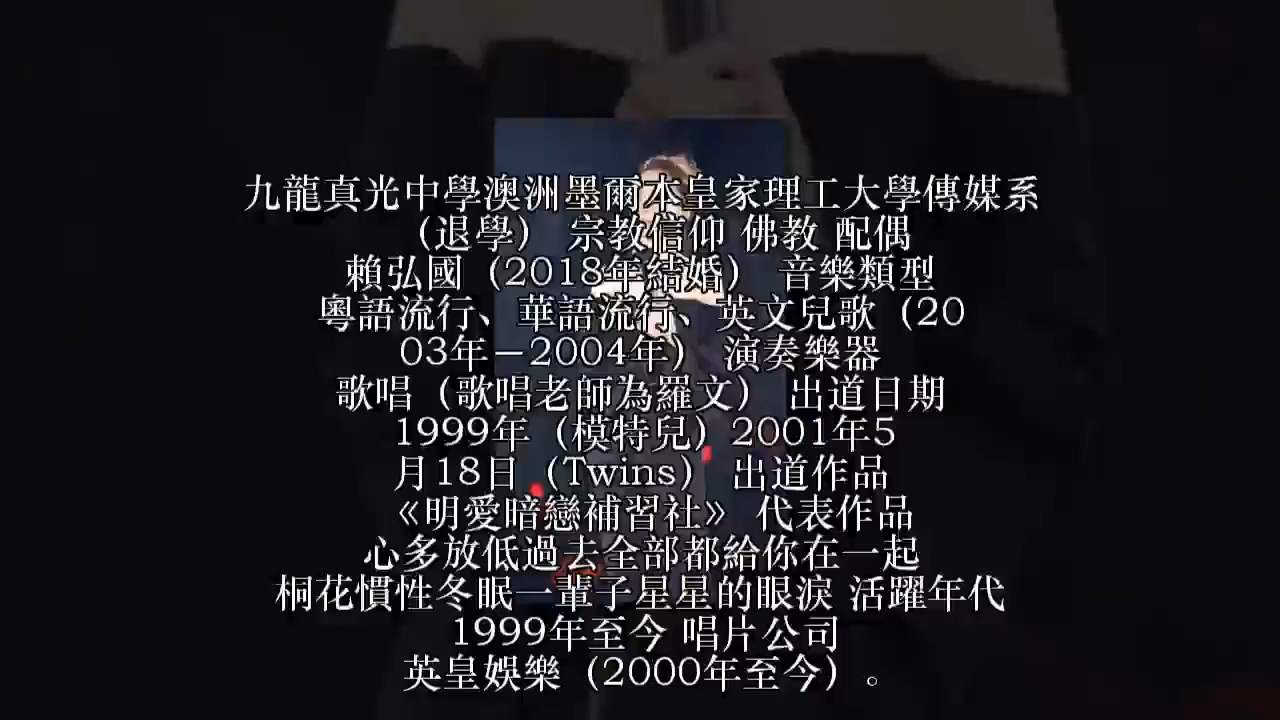 九龍真光中學澳洲墨爾本皇家理工大學傳媒系
（退學） 宗教信仰 佛教 配偶
賴弘國（2018年結婚） 音樂類型
粵語流行、華語流行、英文兒歌（20
03年－2004年） 演奏樂器
歌唱（歌唱老師為羅文） 出道日期
1999年（模特兒）2001年5
月18日（Twins） 出道作品
《明愛暗戀補習社》 代表作品
心多放低過去全部都給你在一起
桐花慣性冬眠一輩子星星的眼淚 活躍年代
1999年至今 唱片公司
英皇娛樂（2000年至今）。